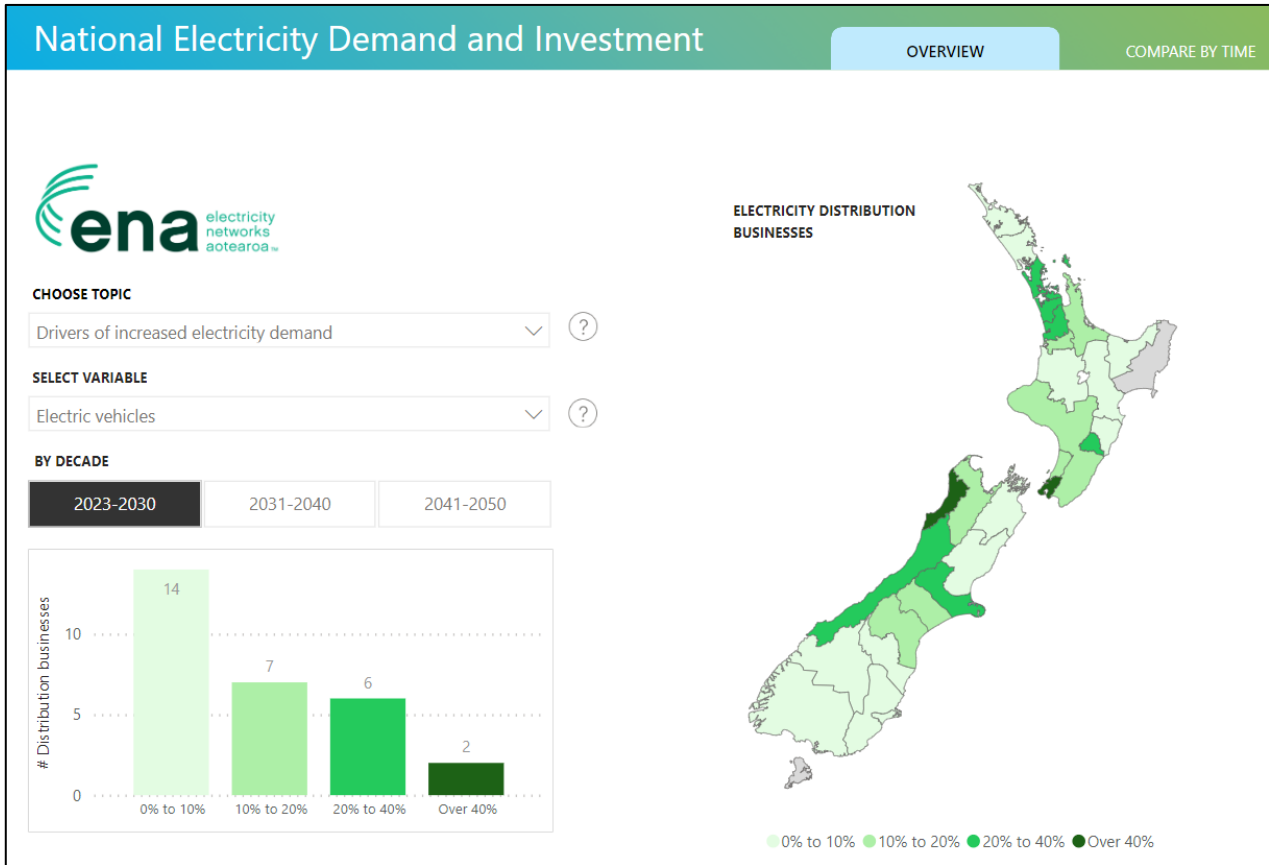 National Electricity Demand and Investment
OVERVIEW
COMPARE BY TIME
ena
electricity
networks
aotearoa™
CHOOSE TOPIC
Drivers of increased electricity demand
?
SELECT VARIABLE
Electric vehicles
?
BY DECADE
2023-2030
2031-2040
2041-2050
# Distribution businesses
10
5
0
14
7
6
2
0% to 10%
10% to 20%
20% to 40%
Over 40%
ELECTRICITY DISTRIBUTION
BUSINESSES
0% to 10% 10% to 20% 20% to 40% Over 40%